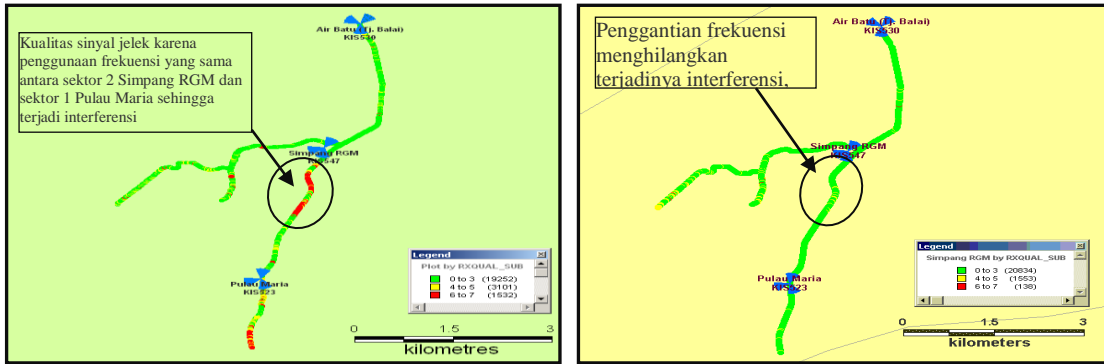 Kualitas sinyal jelek karena
penggunaan frekuensi yang sama
antara sektor 2 Simpang RGM dan
sektor 1 Pulau Maria sehingga
terjadi interferensi
Air Batu (Tj. Balai)
KIS530
Simpang RGM
KIS547
Pulau Maria
KIS523
Legend
Plot by RXQUAL_SUB
0 to 3 (19252)
4 to 5 (3101)
6 to 7 (1532)
0 1.5 3
kilometres
Penggantian frekuensi
menghilangkan
terjadinya interferensi,
Air Batu (Tj. Balai)
KIS530
Simpang RGM
KIS547
Pulau Maria
KIS523
Legend
Simpang RGM by RXQUAL_SUB
0 to 3 (20834)
4 to 5 (1553)
6 to 7 (138)
0 1.5 3
kilometers